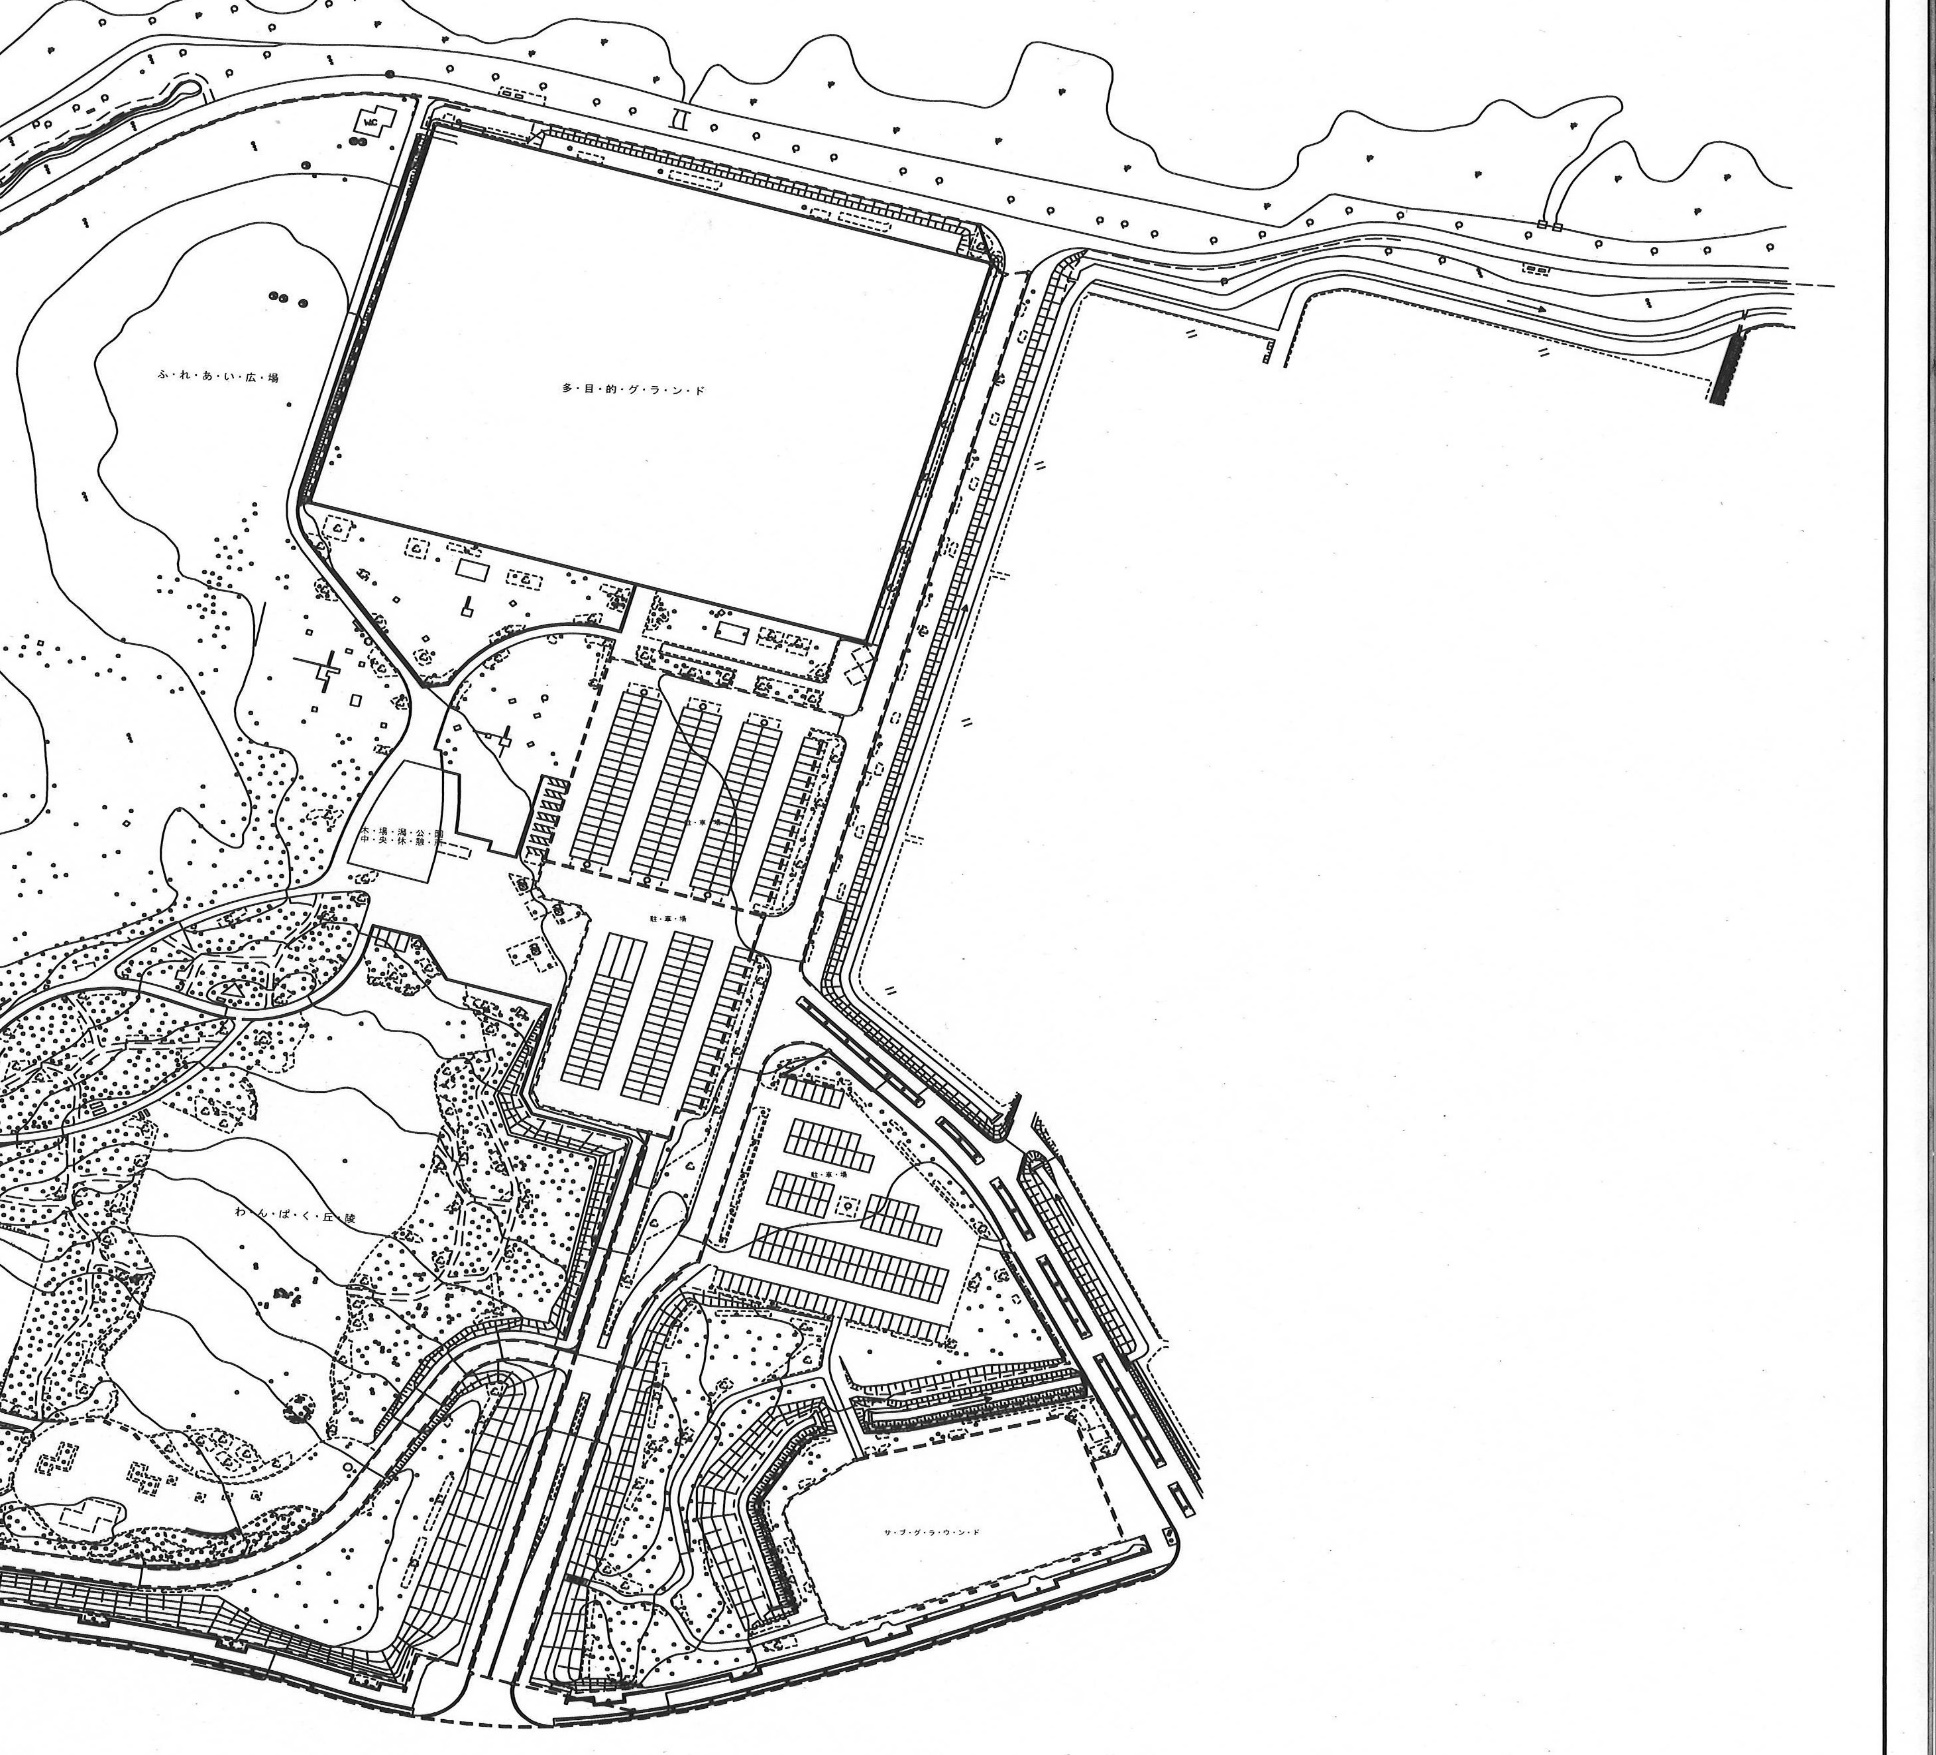 WC
ふ・れ・あ・い・広・場
多・目・的・グ・ラ・ン・ド
駐・車・場
木・場・潟・公・園
中・央・休・憩・所
駐・車・場
駐・車・場
わ・ん・ぱ・く・丘・陵
サ・ブ・グ・ラ・ウ・ン・ド